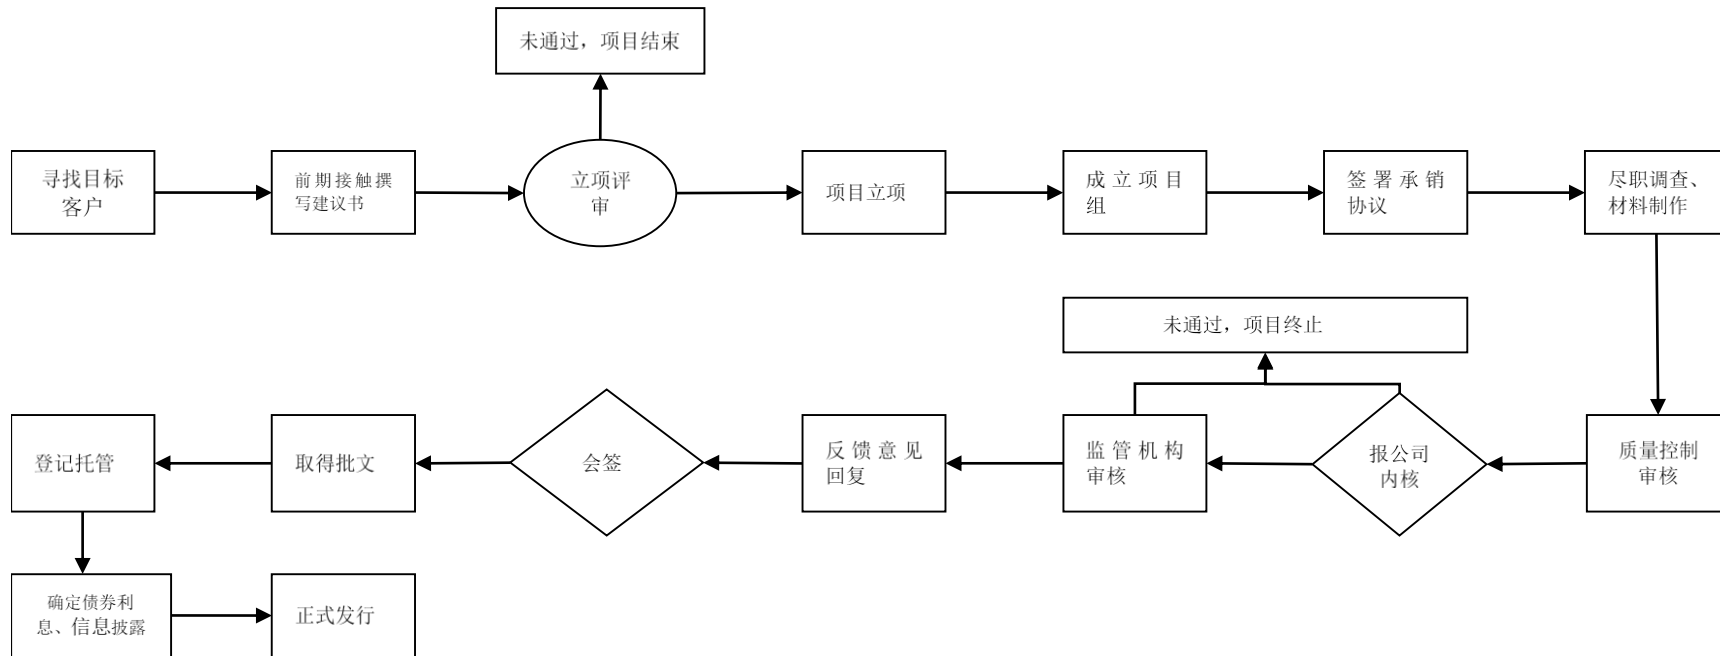 未通过，项目结束
寻找目标
客户
前期接触撰
写建议书
立项评
审
项目立项
成立项目
组
签署承销
协议
尽职调查、
材料制作
未通过，项目终止
登记托管
取得批文
会签
反馈意见
回复
监管机构
审核
报公司
内核
质量控制
审核
确定债券利
息、信息披露
正式发行